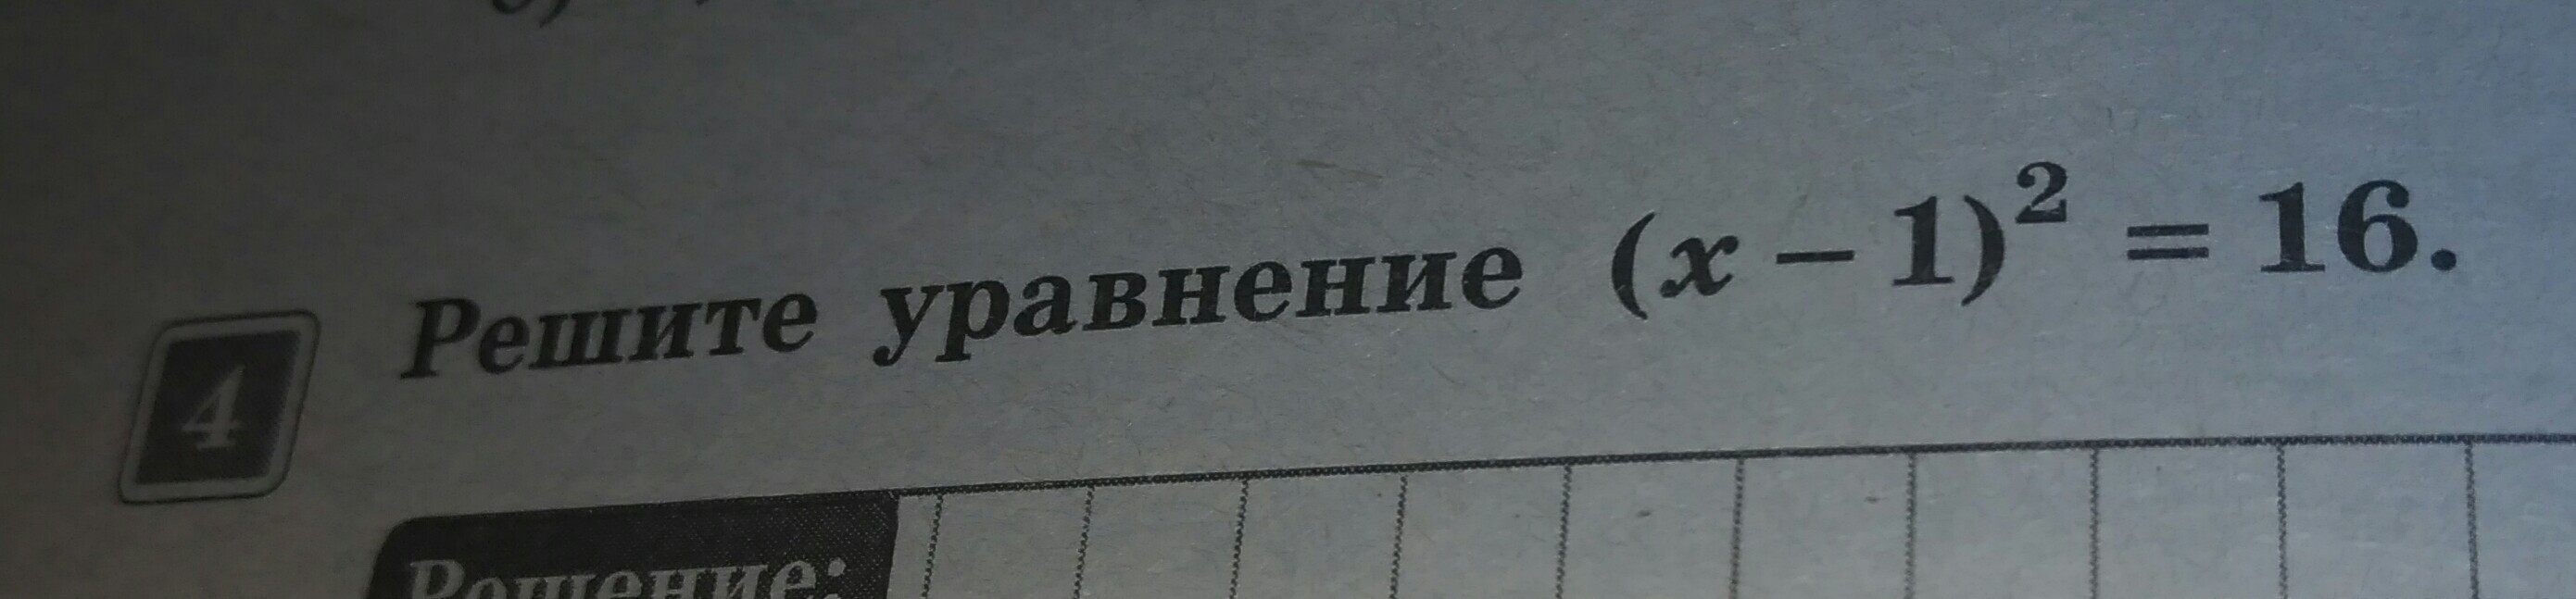 4 Решите уравнение (x – 1)² = 16.
Решение: